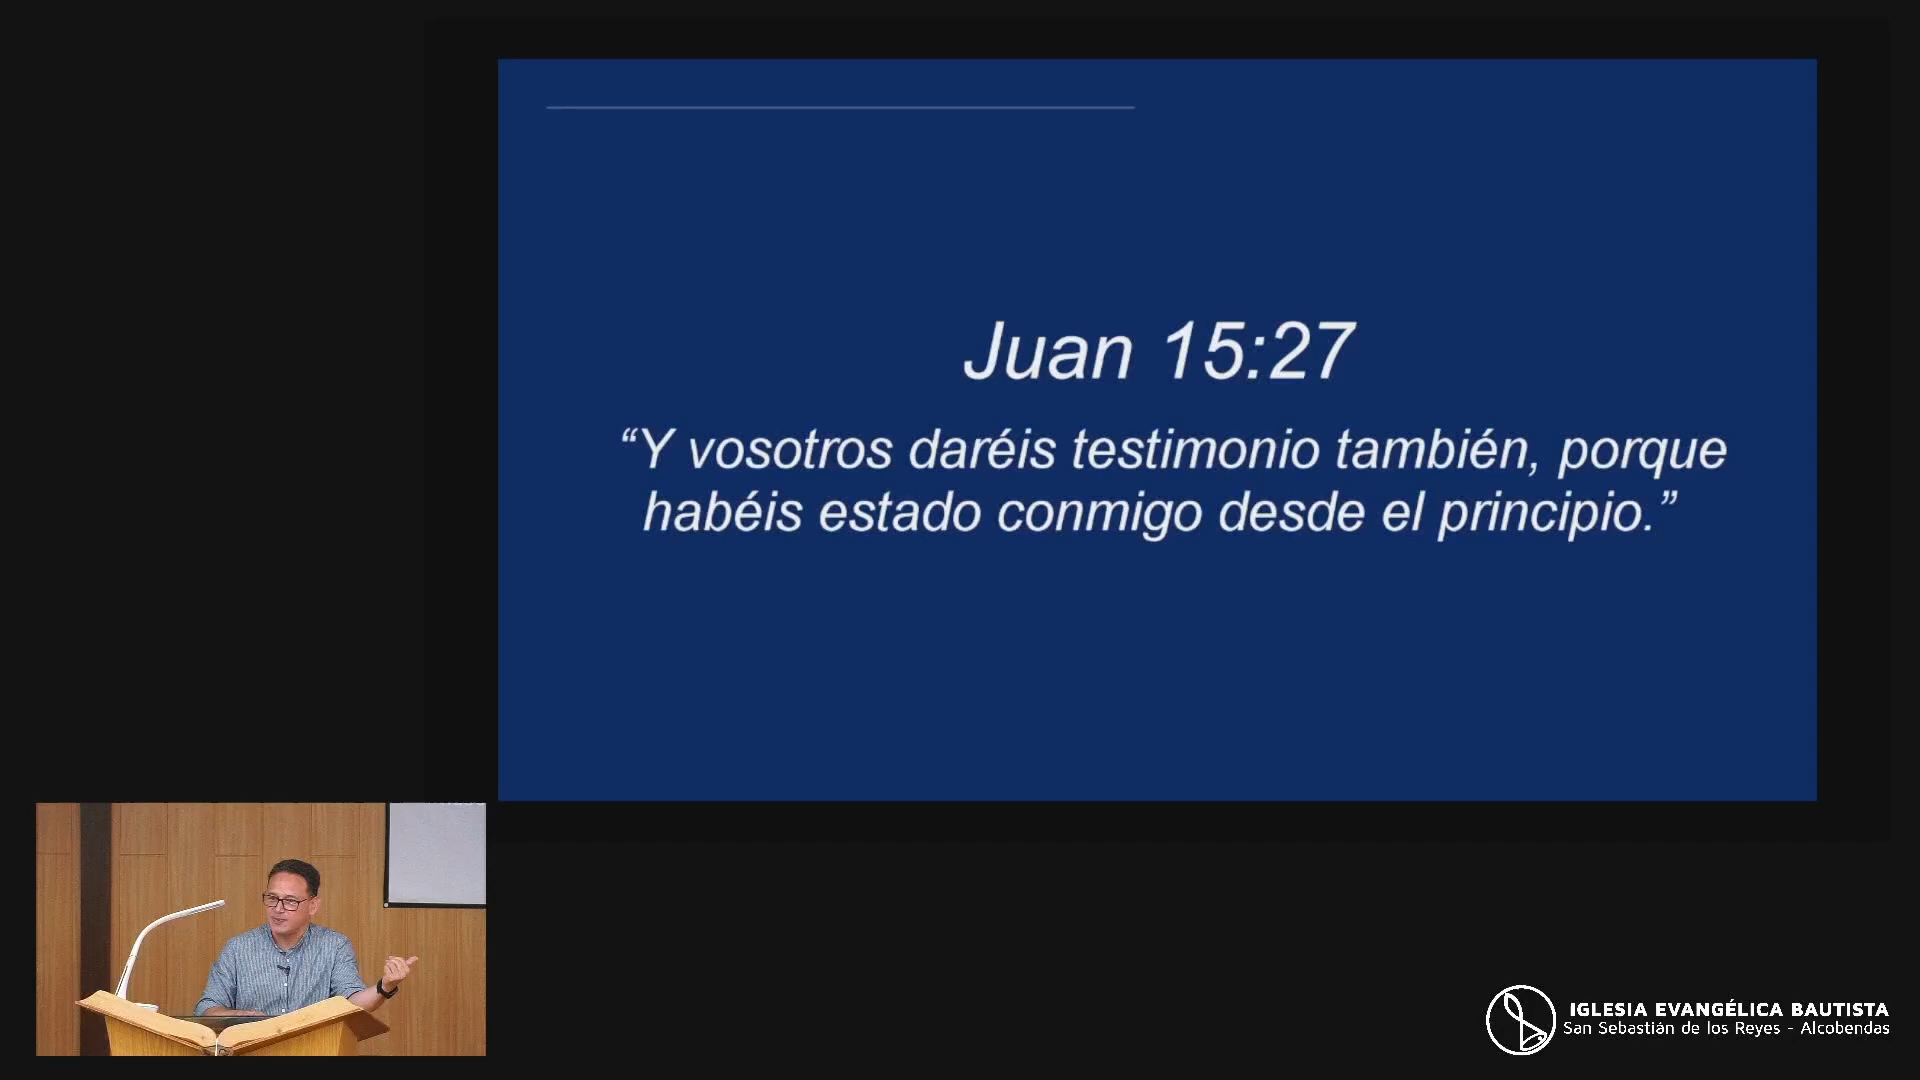 Juan 15:27
“Y vosotros daréis testimonio también, porque
habéis estado conmigo desde el principio.”
IGLESIA EVANGÉLICA BAUTISTA
San Sebastián de los Reyes - Alcobendas